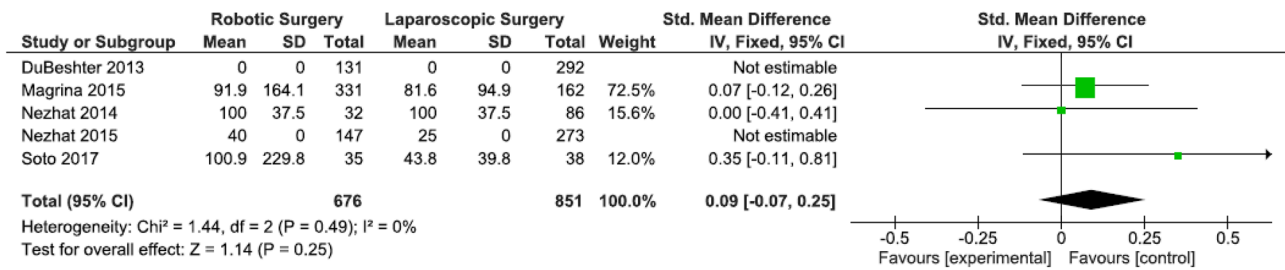 Robotic Surgery Laparoscopic Surgery Std. Mean Difference Std. Mean Difference
Study or Subgroup Mean SD Total Mean SD Total Weight IV, Fixed, 95% CI IV, Fixed, 95% CI
DuBeshter 2013 0 0 131 0 0 292 Not estimable
Magrina 2015 91.9 164.1 331 81.6 94.9 162 72.5% 0.07 [-0.12, 0.26]
Nezhat 2014 100 37.5 32 100 37.5 86 15.6% 0.00 [-0.41, 0.41]
Nezhat 2015 40 0 147 25 0 273 Not estimable
Soto 2017 100.9 229.8 35 43.8 39.8 38 12.0% 0.35 [-0.11, 0.81]
Total (95% CI) 676 851 100.0% 0.09 [-0.07, 0.25]
Heterogeneity: Chi² = 1.44, df = 2 (P = 0.49); I² = 0%
Test for overall effect: Z = 1.14 (P = 0.25)
-0.5 -0.25 0 0.25 0.5
Favours [experimental] Favours [control]